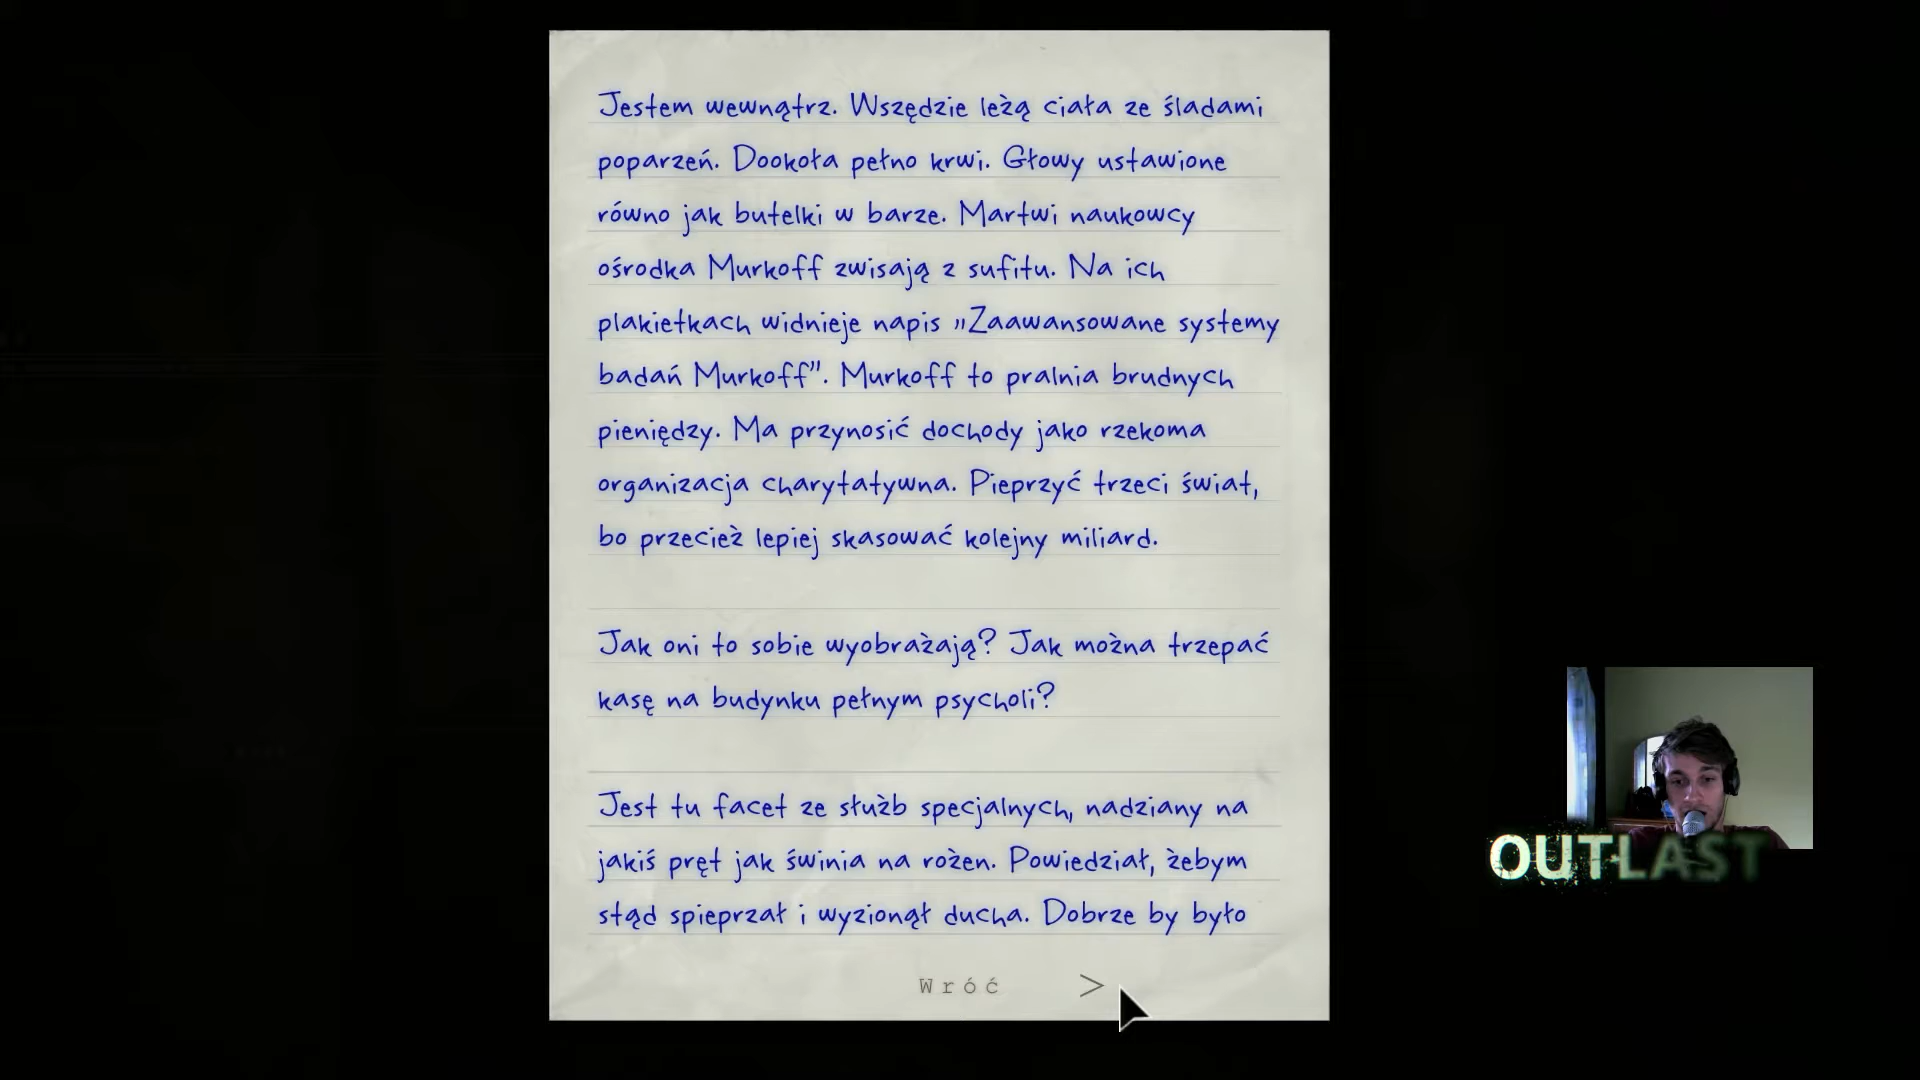 Jestem wewnątrz. Wszędzie leżą ciała ze śladami
poparzeń. Dookoła pełno krwi. Głowy ustawione
równo jak butelki w barze. Martwi naukowcy
ośrodka Murkoff zwisają z sufitu. Na ich
plakietkach widnieje napis „Zaawansowane systemy
badań Murkoff”. Murkoff to pralnia brudnych
pieniędzy. Ma przynosić dochody jako rzekoma
organizacja charytatywna. Pieprzyć trzeci świat,
bo przecież lepiej skasować kolejny miliard.
Jak oni to sobie wyobrażają? Jak można trzepać
kasę na budynku pełnym psycholi?
Jest tu facet ze służb specjalnych, nadziany na
jakiś pręt jak świnia na rożen. Powiedział, żebym
stąd spieprzał i wyzionął ducha. Dobrze by było
Wróć >
OUTLAST